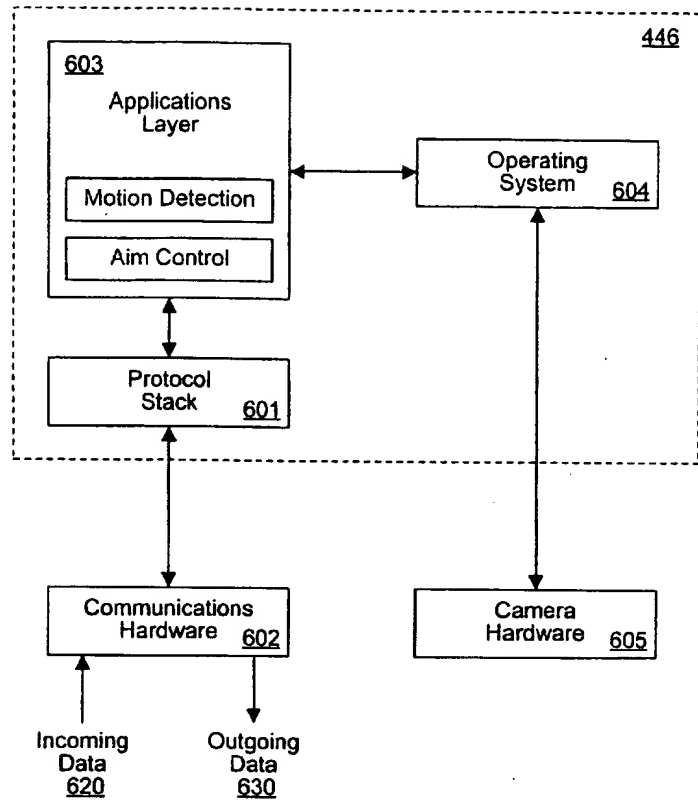 446
603
Applications
Layer
Motion Detection
Aim Control
Operating
System
604
Protocol
Stack
601
Communications
Hardware
602
Camera
Hardware
605
Incoming
Data
620
Outgoing
Data
630